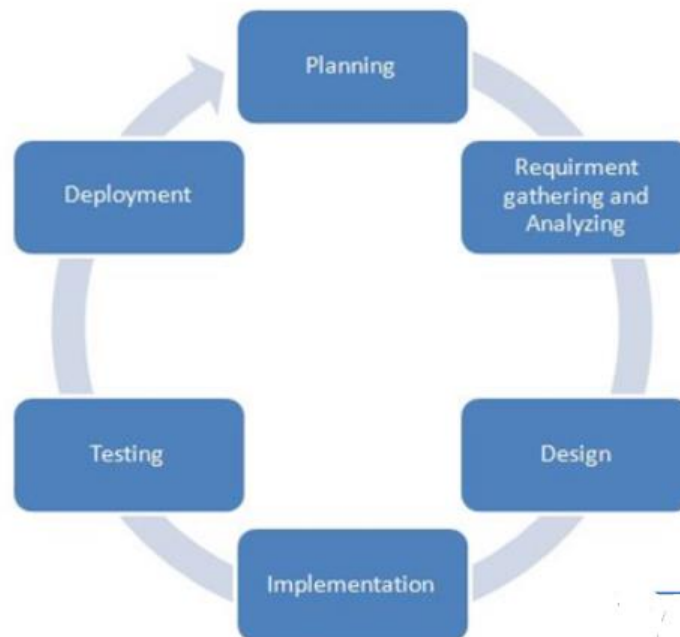 Planning
Requirment
gathering and
Analyzing
Design
Implementation
Testing
Deployment